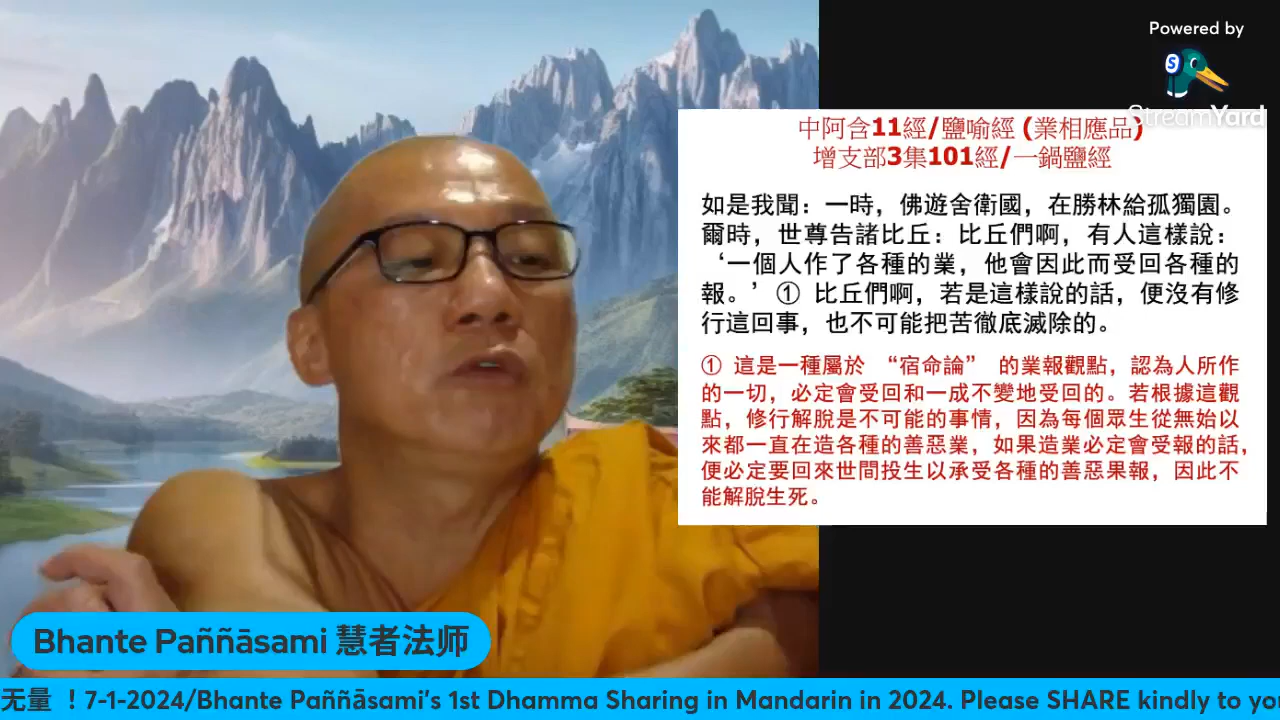 Powered by
StreamYard
中阿含11經/鹽喻經 (業相應品)
增支部3集101經/一鍋鹽經
如是我聞：一時，佛遊舍衛國，在勝林給孤獨園。
爾時，世尊告諸比丘：比丘們啊，有人這樣說：
‘一個人作了各種的業，他會因此而受回各種的
報。’ ① 比丘們啊，若是這樣說的話，便沒有修
行這回事，也不可能把苦徹底滅除的。
① 這是一種屬於 “宿命論” 的業報觀點，認為人所作
的一切，必定會受回和一成不變地受回的。若根據這觀
點，修行解脫是不可能的事情，因為每個眾生從無始以
來都一直在造各種的善惡業，如果造業必定會受報的話，
便必定要回來世間投生以承受各種的善惡果報，因此不
能解脫生死。
Bhante Paññāsami 慧者法师
无量 ！7-1-2024/Bhante Paññāsami's 1st Dhamma Sharing in Mandarin in 2024. Please SHARE kindly to you